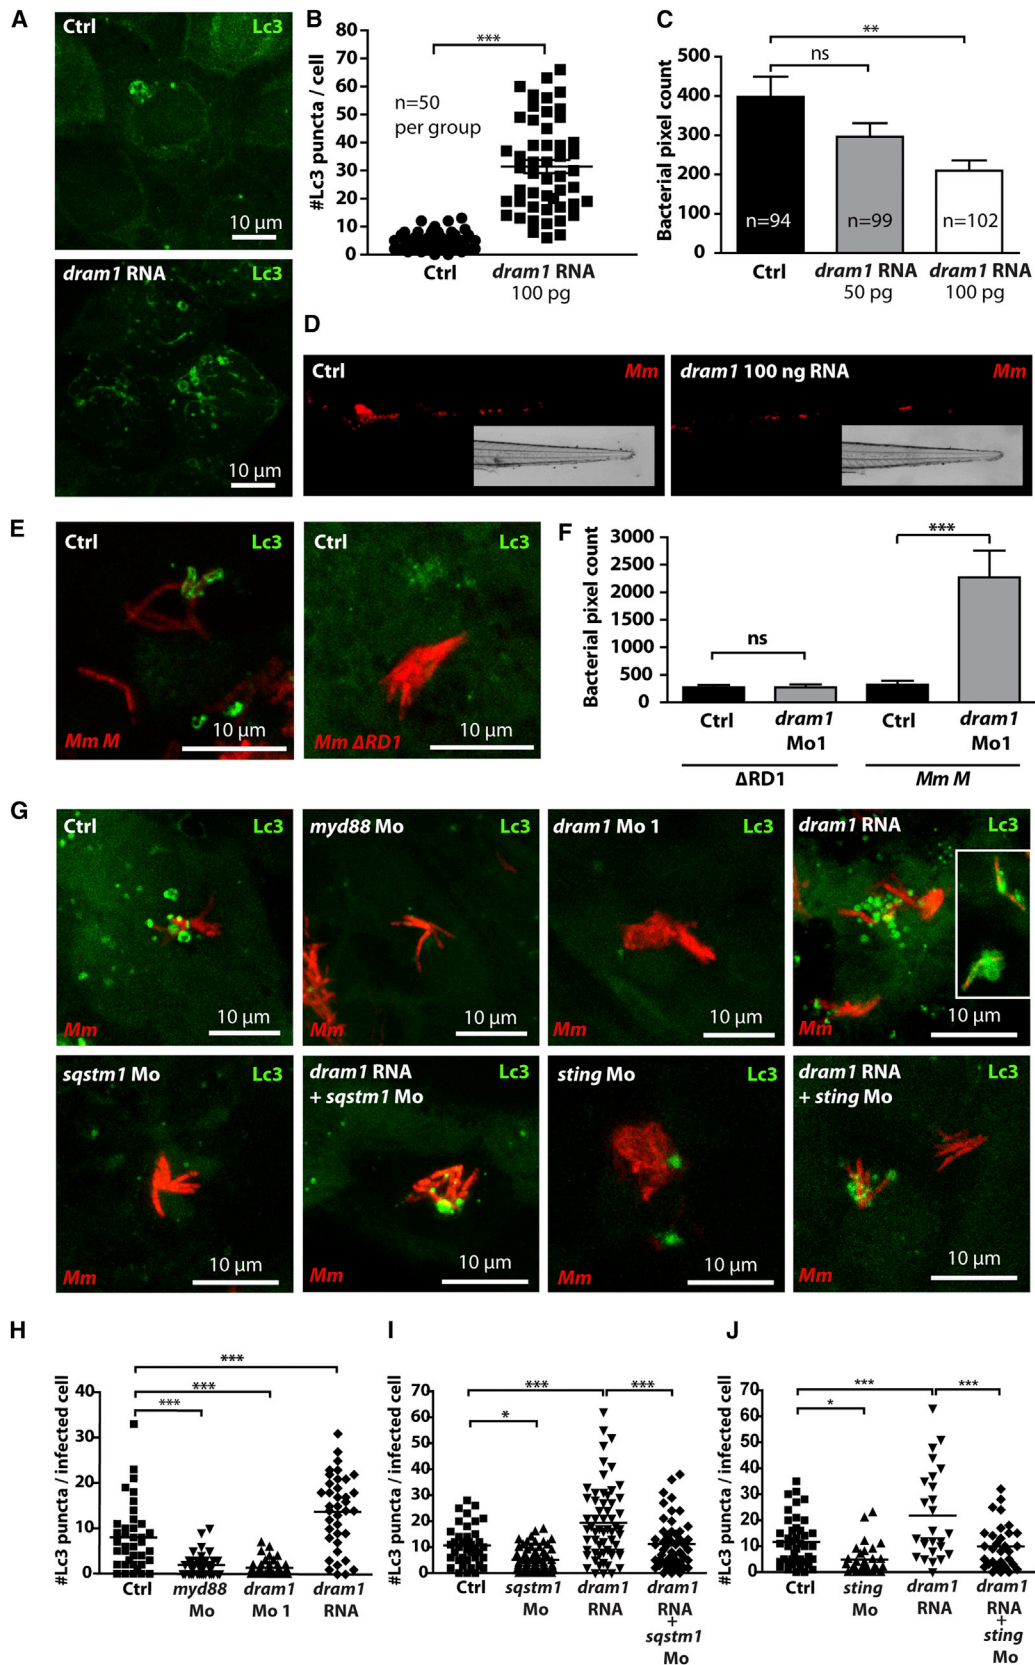 A
Ctrl
Lc3
10 µm
dram1 RNA
Lc3
10 µm
B
#Lc3 puncta / cell
80
70
60
50
40
30
20
10
0
***
n=50
per group
Ctrl
dram1 RNA
100 pg
C
Bacterial pixel count
500
400
300
200
100
0
**
ns
n=94
n=99
n=102
Ctrl
dram1 RNA
50 pg
dram1 RNA
100 pg
D
Ctrl
Mm
dram1 100 ng RNA
Mm
E
Ctrl
Lc3
Mm M
10 µm
Ctrl
Lc3
Mm ΔRD1
10 µm
F
Bacterial pixel count
3000
2500
2000
1500
1000
500
0
ns
***
Ctrl
dram1
Mo1
Ctrl
dram1
Mo1
ΔRD1
Mm M
G
Ctrl
Lc3
Mm
10 µm
myd88 Mo
Lc3
Mm
10 µm
dram1 Mo 1
Lc3
Mm
10 µm
dram1 RNA
Lc3
Mm
10 µm
sqstm1 Mo
Lc3
Mm
10 µm
dram1 RNA
+ sqstm1 Mo
Lc3
Mm
10 µm
sting Mo
Lc3
Mm
10 µm
dram1 RNA
+ sting Mo
Lc3
Mm
10 µm
H
#Lc3 puncta / infected cell
40
30
20
10
0
***
***
***
Ctrl
myd88
Mo
dram1
Mo 1
dram1
RNA
I
#Lc3 puncta / infected cell
70
60
50
40
30
20
10
0
***
***
*
Ctrl
sqstm1
Mo
dram1
RNA
dram1
RNA
+
sqstm1
Mo
J
#Lc3 puncta / infected cell
70
60
50
40
30
20
10
0
***
***
*
Ctrl
sting
Mo
dram1
RNA
dram1
RNA
+
sting
Mo